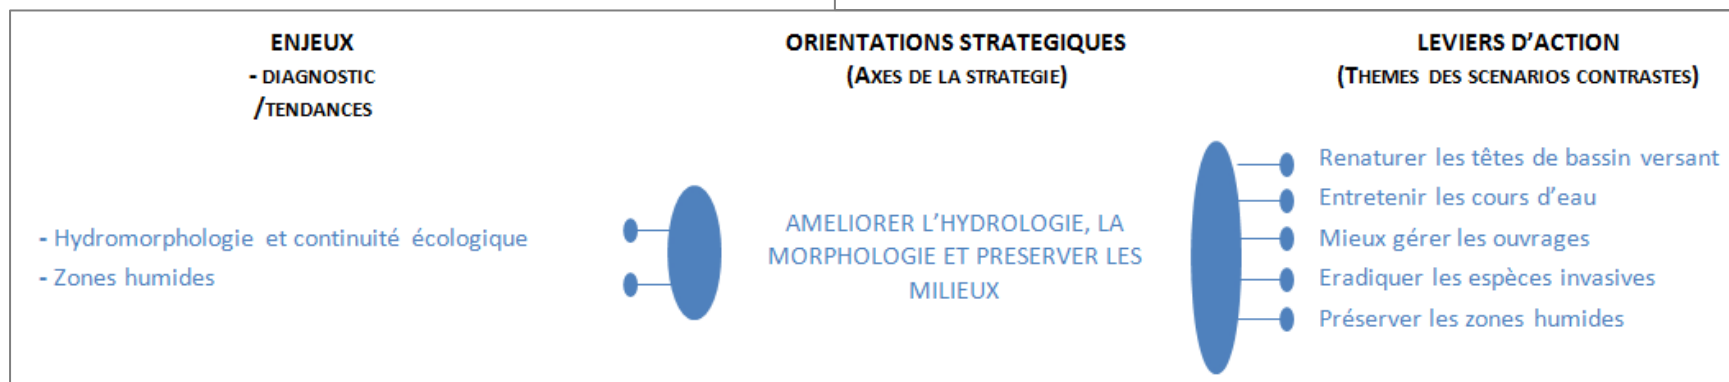 ENJEUX
- DIAGNOSTIC
/TENDANCES
- Hydromorphologie et continuité écologique
- Zones humides
ORIENTATIONS STRATEGIQUES
(AXES DE LA STRATEGIE)
AMELIORER L'HYDROLOGIE, LA
MORPHOLOGIE ET PRESERVER LES
MILIEUX
LEVIERS D'ACTION
(THEMES DES SCENARIOS CONTRASTES)
Renaturer les têtes de bassin versant
Entretenir les cours d'eau
Mieux gérer les ouvrages
Eradiquer les espèces invasives
Préserver les zones humides